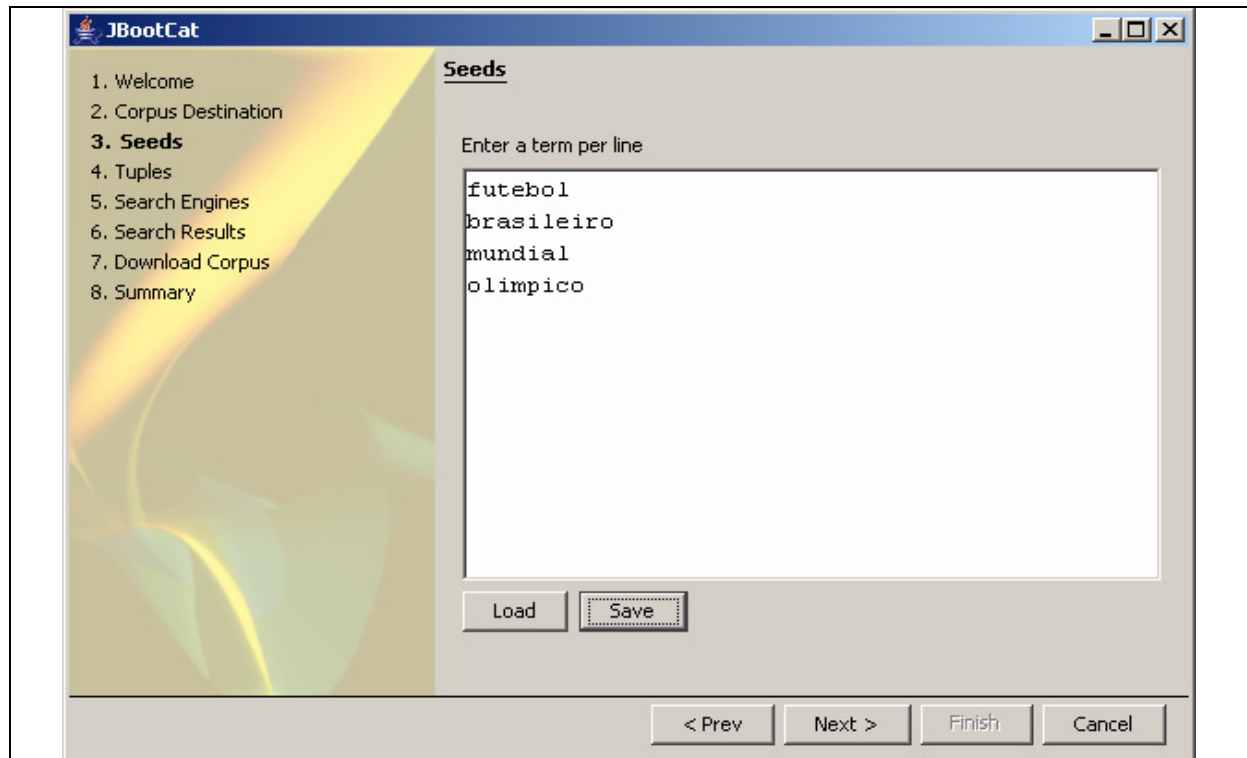 JBootCat
1. Welcome
2. Corpus Destination
3. Seeds
4. Tuples
5. Search Engines
6. Search Results
7. Download Corpus
8. Summary
Seeds
Enter a term per line
futebol
brasileiro
mundial
olimpico
Load Save
< Prev Next > Finish Cancel